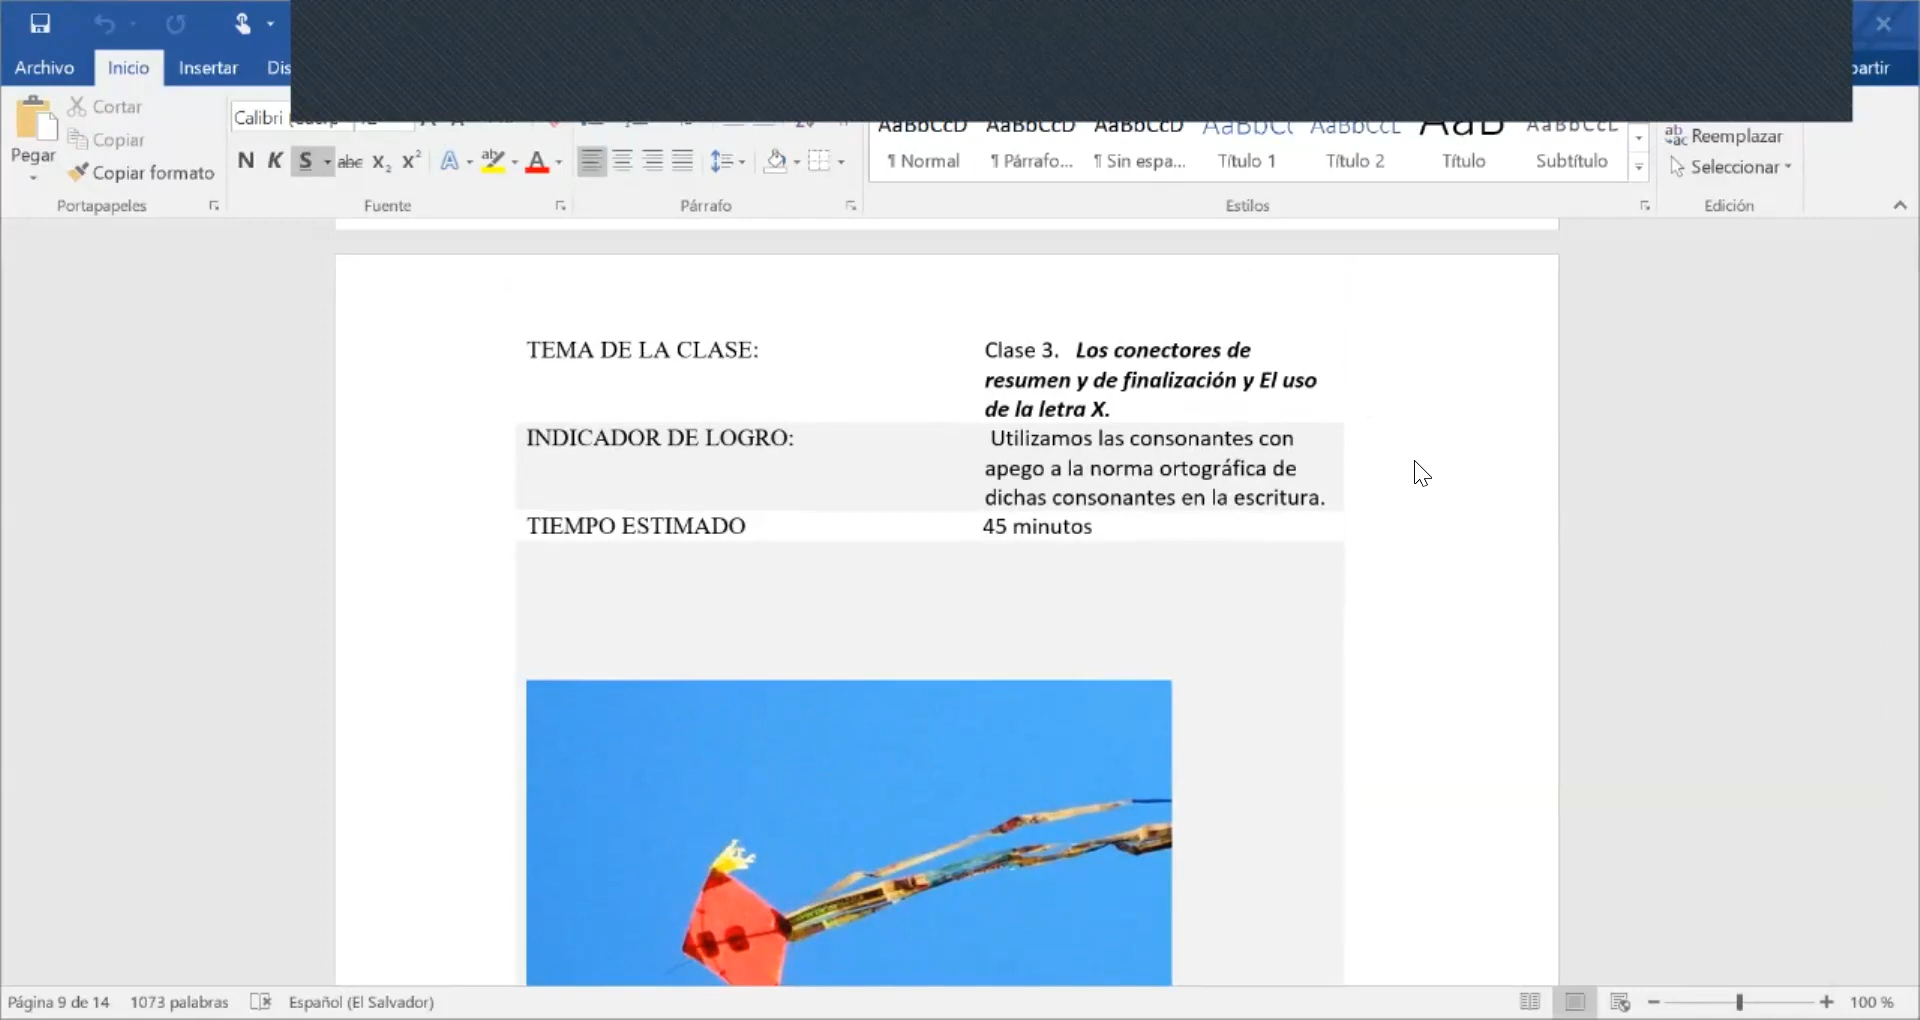 Archivo Inicio Insertar Dis
partir
Cortar
Copiar
Pegar
Copiar formato
Portapapeles
Calibri
N K S abc X₂ X² A aby A
Fuente
Párrafo
AaBbCcD AaBbCcD AaBbCcD AaBbCc AaBbCcC AaB AaBbCcC
¶ Normal ¶ Párrafo... ¶ Sin espa... Título 1 Título 2 Título Subtítulo
Estilos
Reemplazar
Seleccionar
Edición
TEMA DE LA CLASE:
Clase 3. Los conectores de
resumen y de finalización y El uso
de la letra X.
INDICADOR DE LOGRO:
Utilizamos las consonantes con
apego a la norma ortográfica de
dichas consonantes en la escritura.
TIEMPO ESTIMADO
45 minutos
Página 9 de 14 1073 palabras Español (El Salvador)
100 %